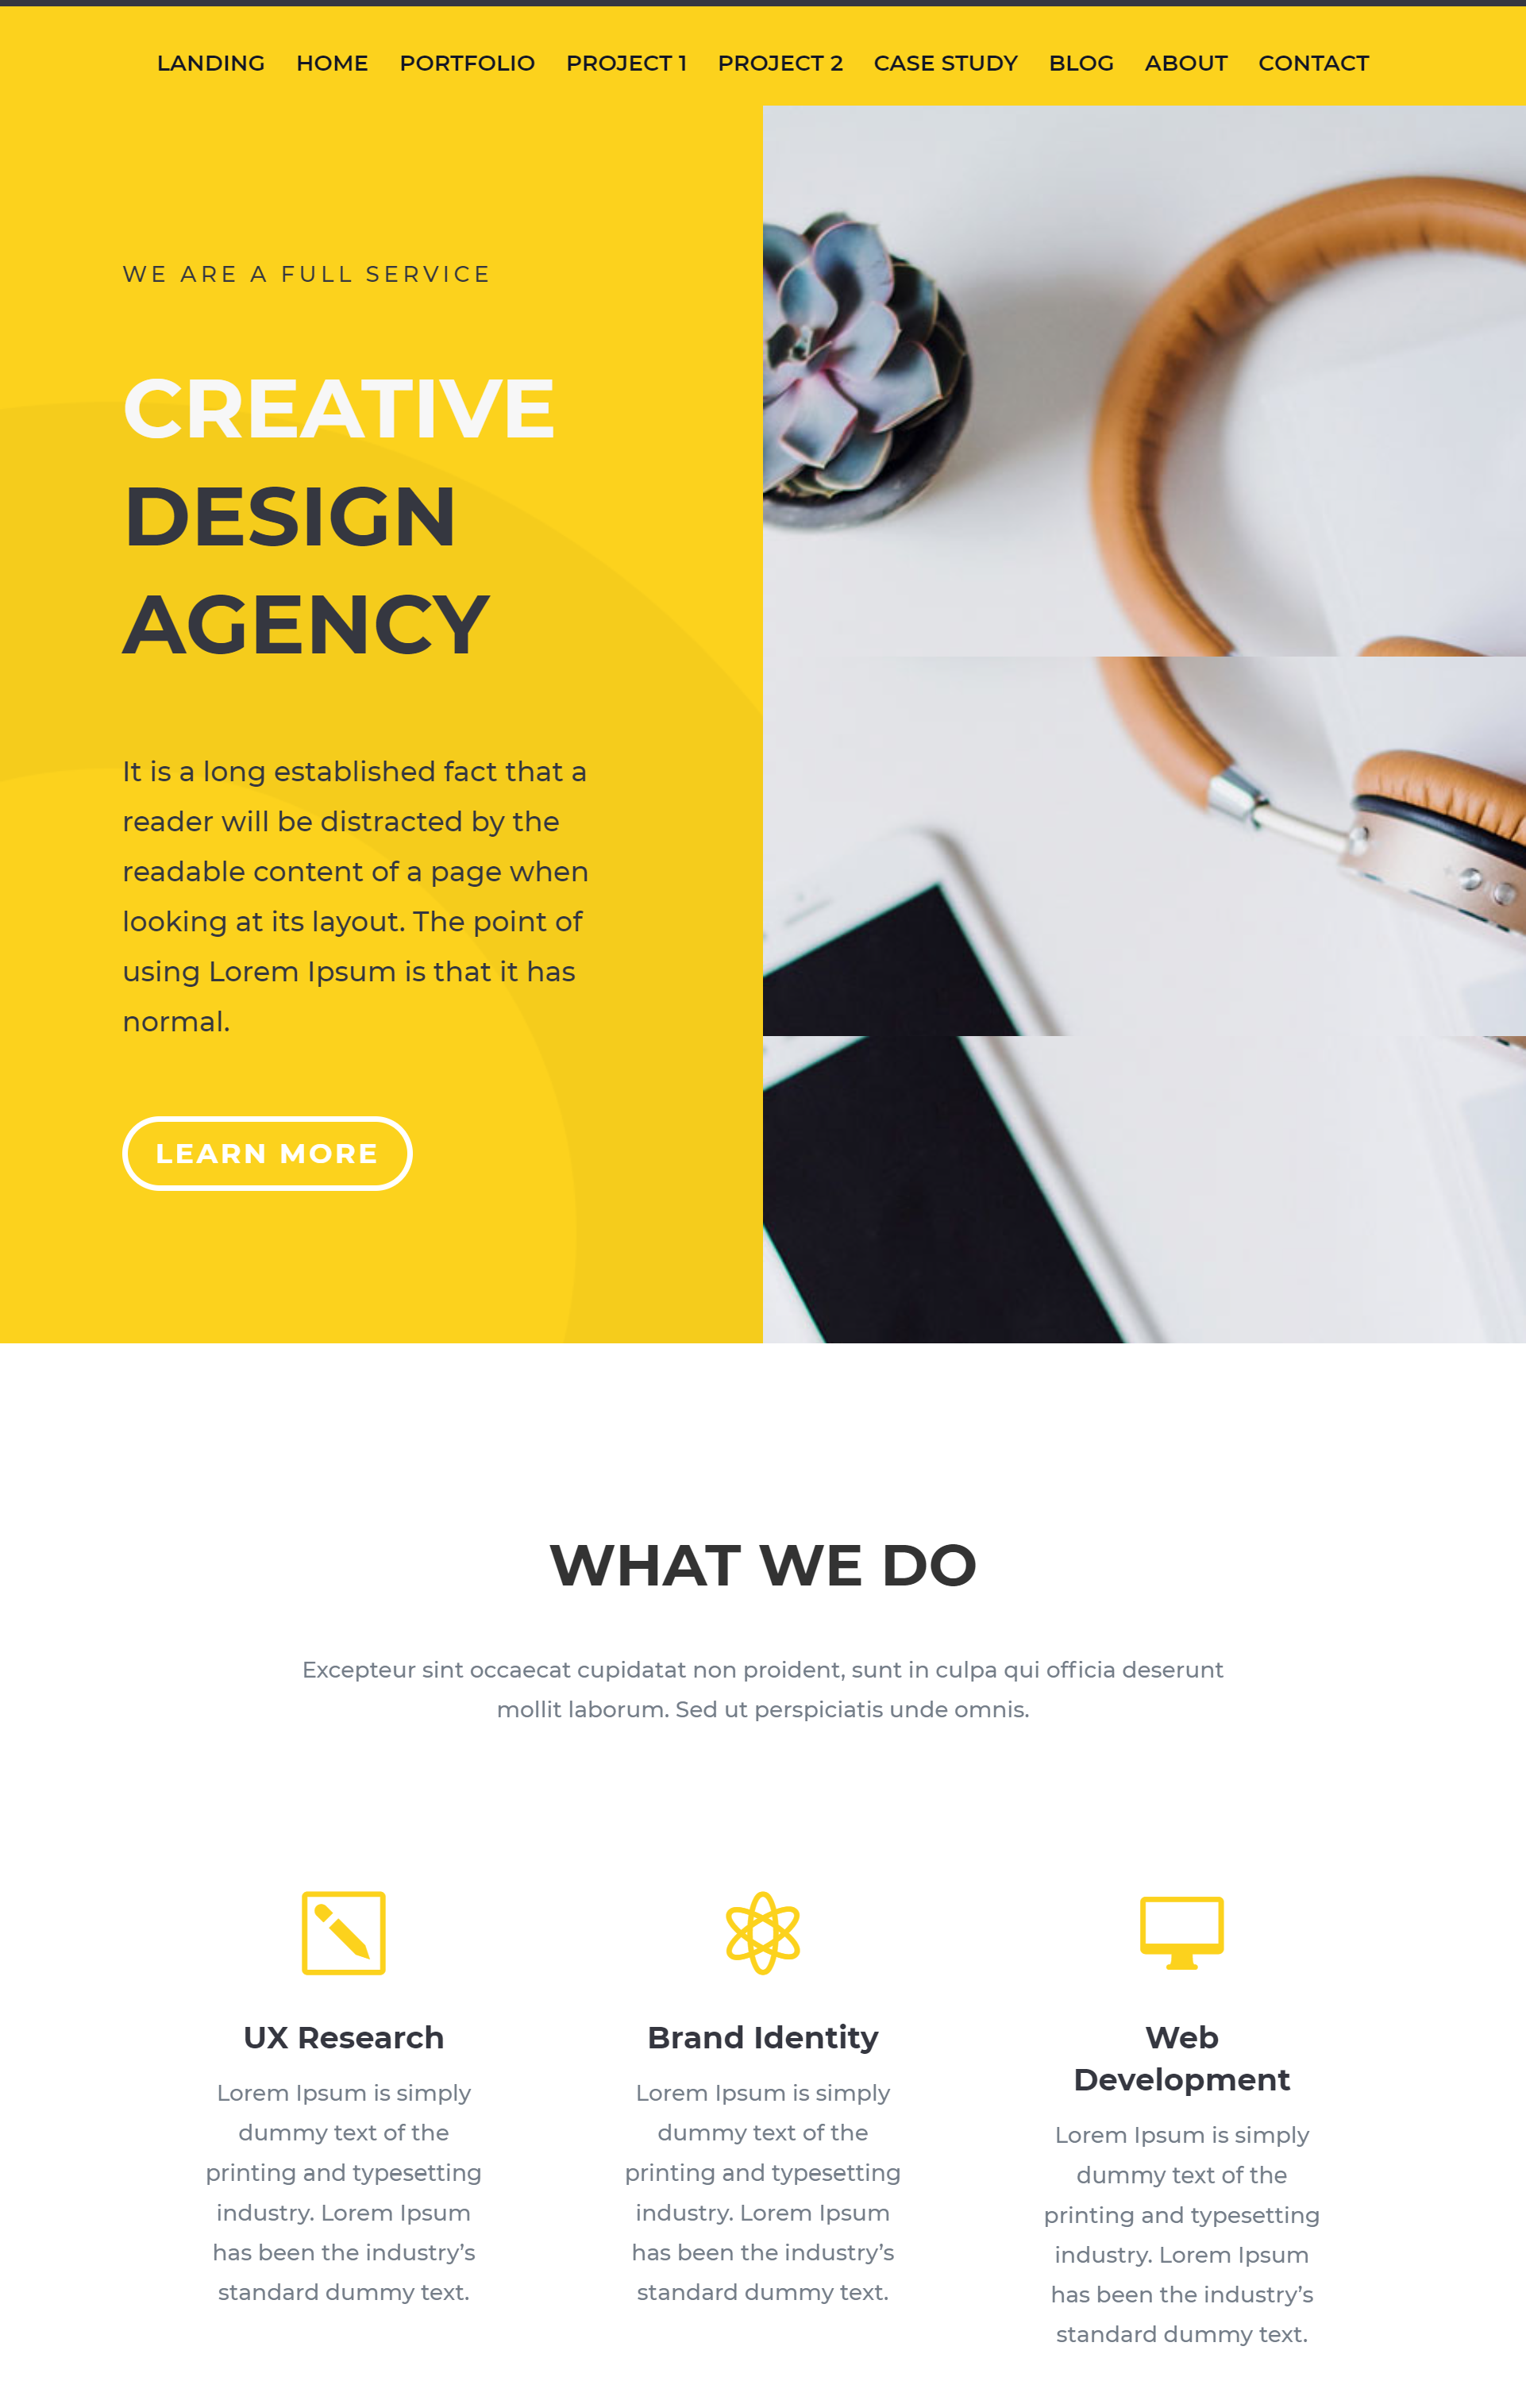 LANDING HOME PORTFOLIO PROJECT 1 PROJECT 2 CASE STUDY BLOG ABOUT CONTACT
WE ARE A FULL SERVICE
CREATIVE
DESIGN
AGENCY
It is a long established fact that a
reader will be distracted by the
readable content of a page when
looking at its layout. The point of
using Lorem Ipsum is that it has
normal.
LEARN MORE
WHAT WE DO
Excepteur sint occaecat cupidatat non proident, sunt in culpa qui officia deserunt
mollit laborum. Sed ut perspiciatis unde omnis.
UX Research
Lorem Ipsum is simply
dummy text of the
printing and typesetting
industry. Lorem Ipsum
has been the industry’s
standard dummy text.
Brand Identity
Lorem Ipsum is simply
dummy text of the
printing and typesetting
industry. Lorem Ipsum
has been the industry’s
standard dummy text.
Web
Development
Lorem Ipsum is simply
dummy text of the
printing and typesetting
industry. Lorem Ipsum
has been the industry’s
standard dummy text.